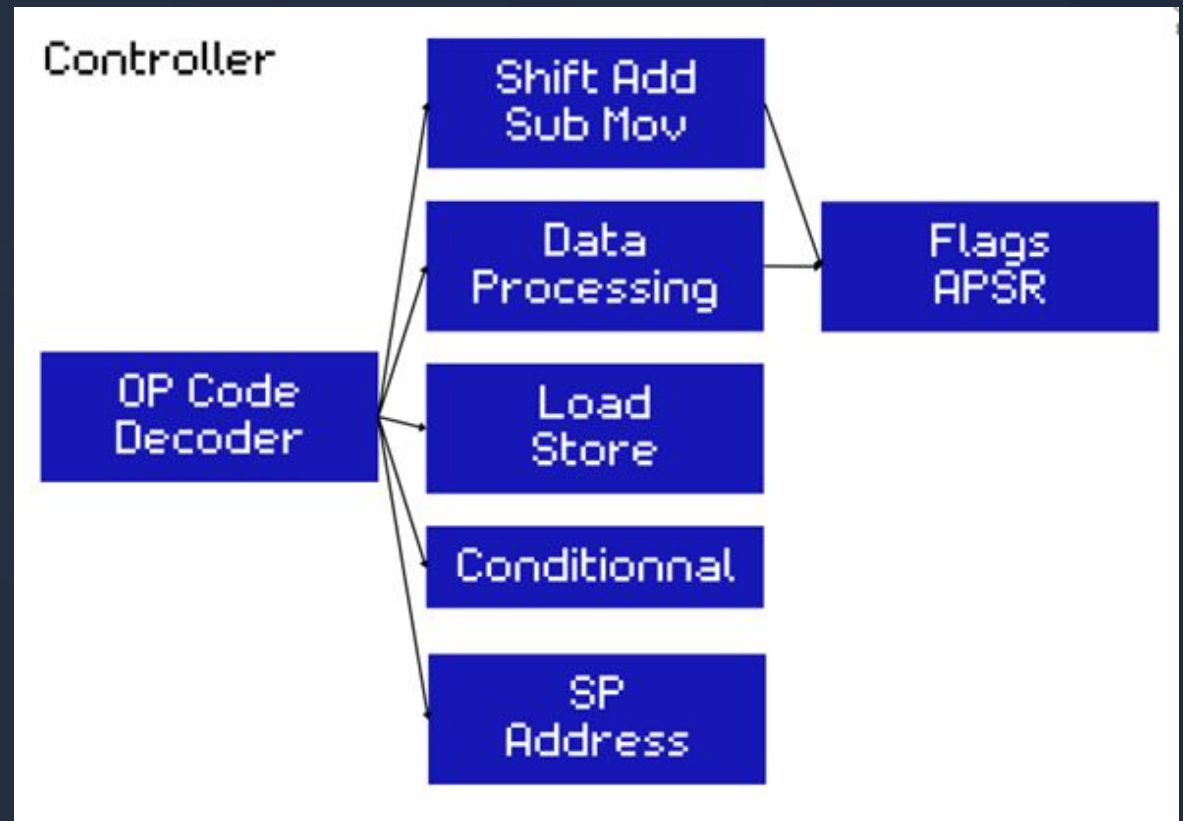 Controller
Shift Add
Sub Mov
Data
Processing
Flags
APSR
OP Code
Decoder
Load
Store
Conditionnal
SP
Address